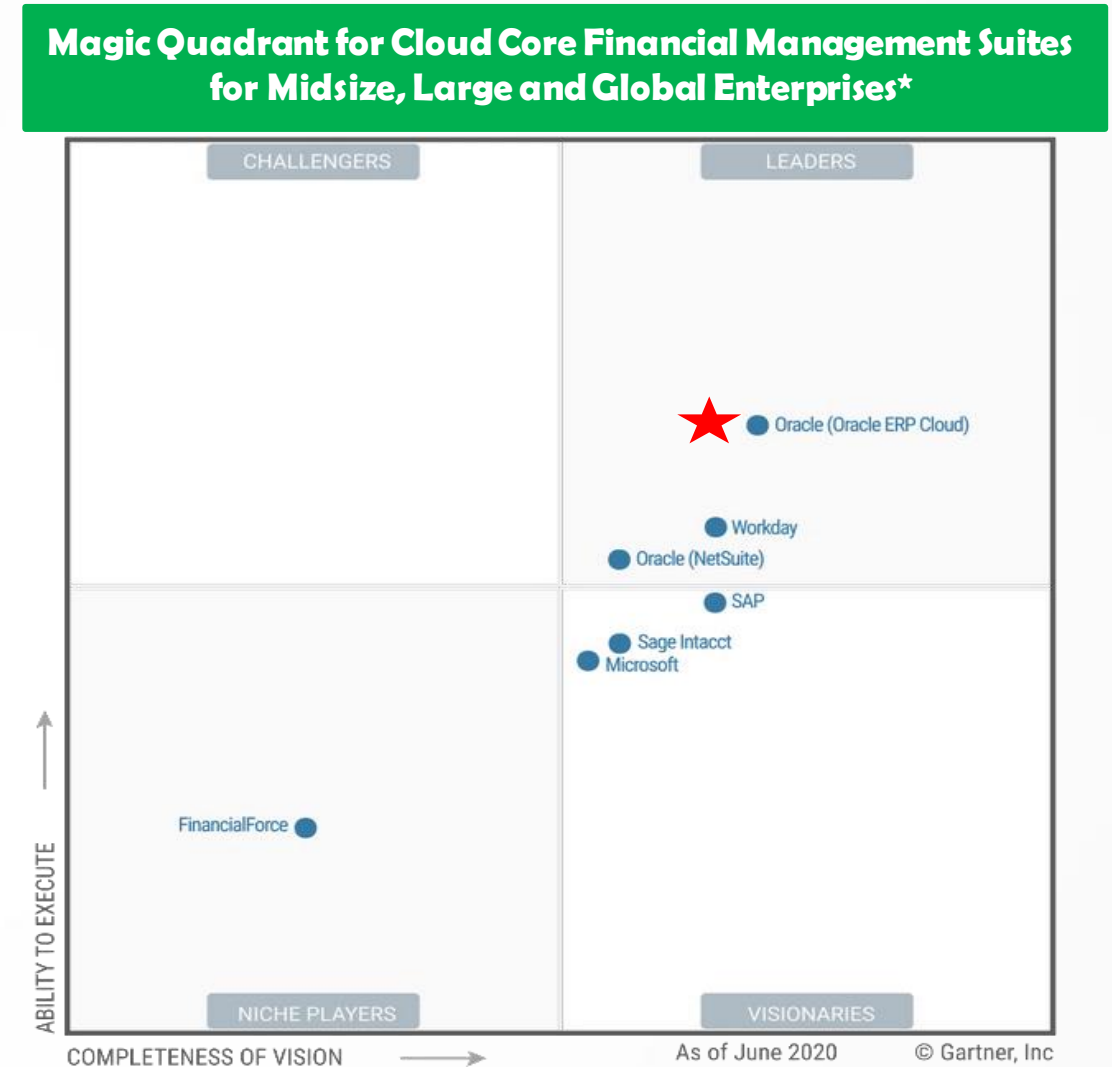 Magic Quadrant for Cloud Core Financial Management Suites
for Midsize, Large and Global Enterprises*
CHALLENGERS
LEADERS
Oracle (Oracle ERP Cloud)
Workday
Oracle (NetSuite)
SAP
Sage Intacct
Microsoft
FinancialForce
ABILITY TO EXECUTE
NICHE PLAYERS
VISIONARIES
COMPLETENESS OF VISION
As of June 2020
© Gartner, Inc